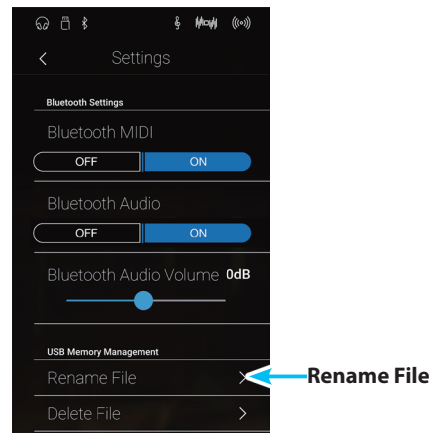 Settings
Bluetooth Settings
Bluetooth MIDI
OFF ON
Bluetooth Audio
OFF ON
Bluetooth Audio Volume 0dB
USB Memory Management
Rename File
Rename File
Delete File